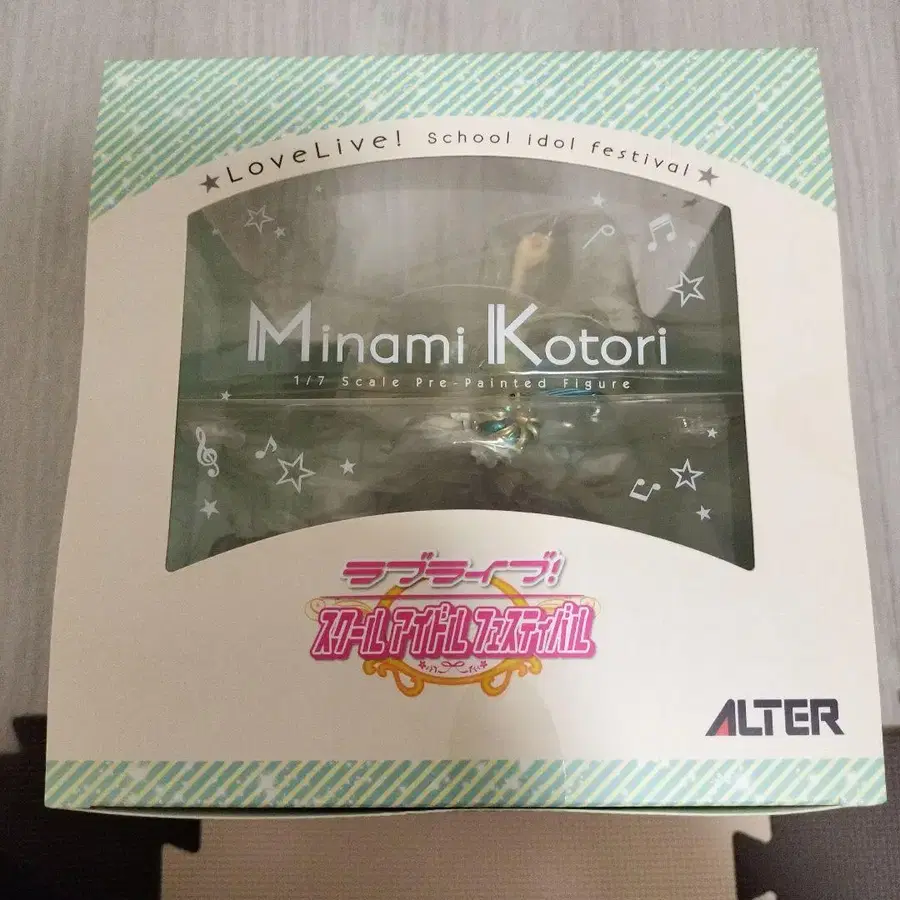 LoveLive! School idol festival
Minami Kotori
1/7 Scale Pre-Painted Figure
ラブライブ!
スクールアイドルフェスティバル
ALTER